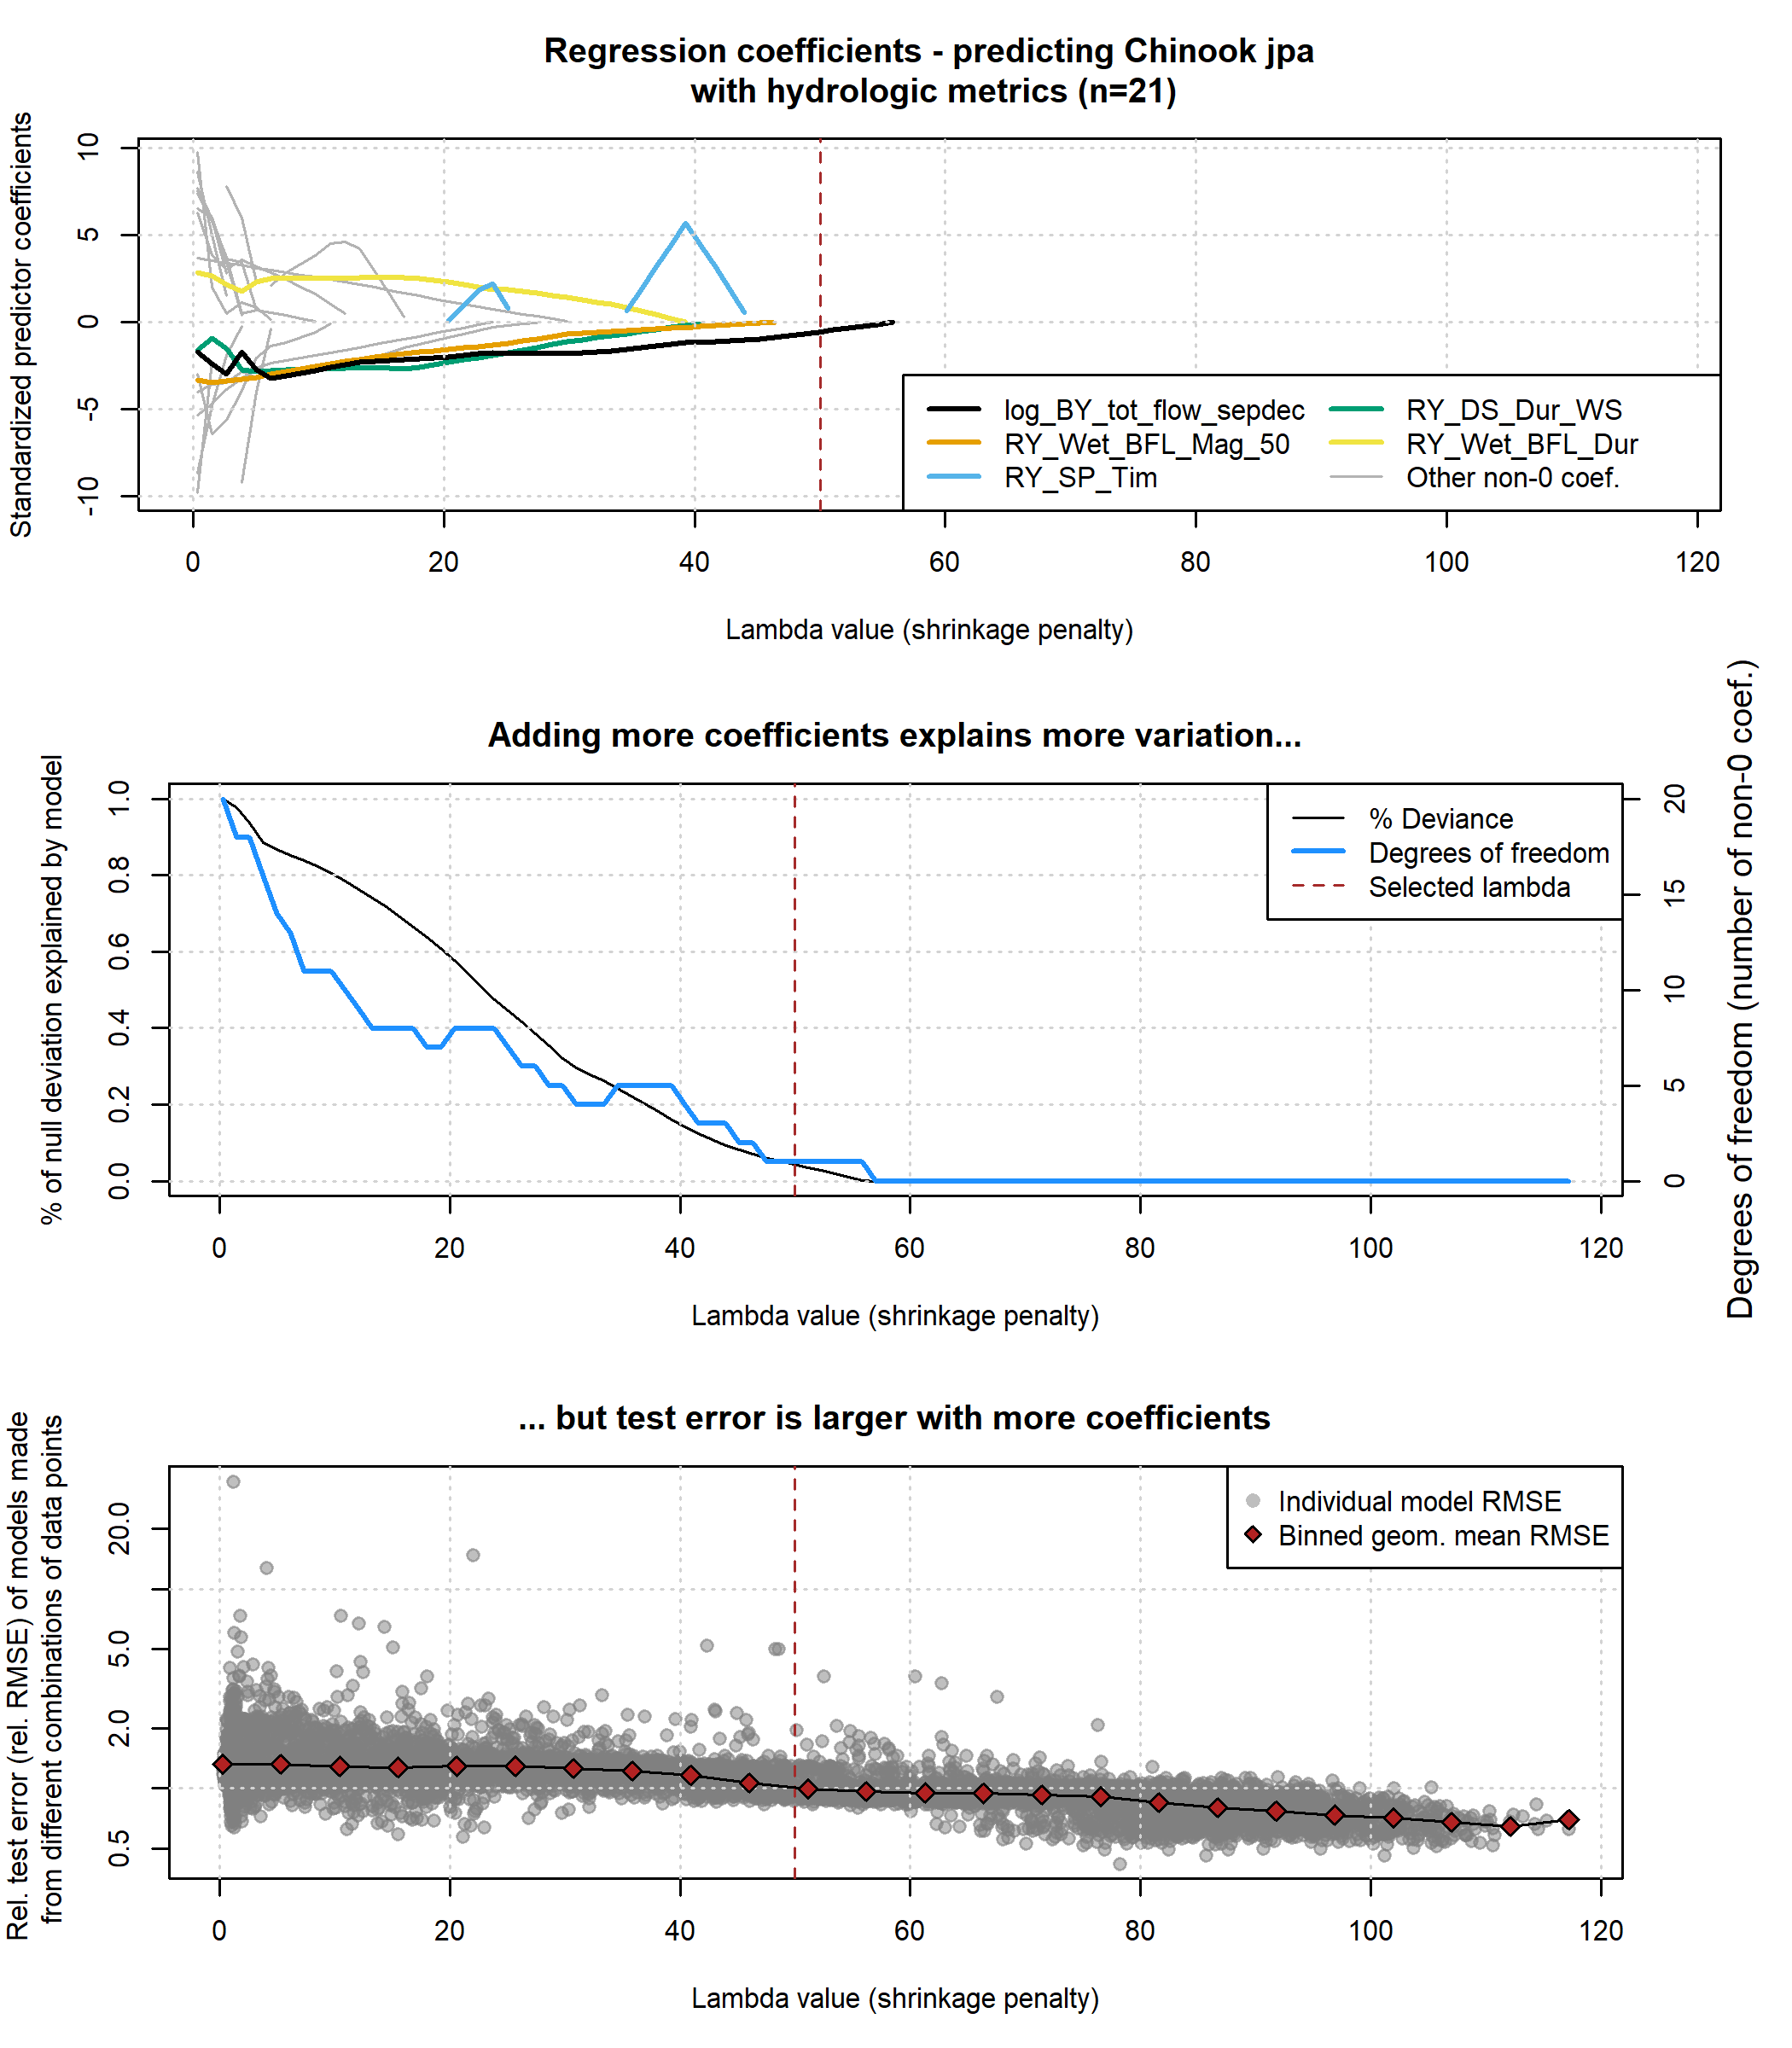 Regression coefficients - predicting Chinook jpa
with hydrologic metrics (n=21)
Standardized predictor coefficients
10
5
0
-5
-10
log_BY_tot_flow_sepdec
RY_Wet_BFL_Mag_50
RY_SP_Tim
RY_DS_Dur_WS
RY_Wet_BFL_Dur
Other non-0 coef.
0 20 40 60 80 100 120
Lambda value (shrinkage penalty)
Adding more coefficients explains more variation...
% of null deviation explained by model
1.0
0.8
0.6
0.4
0.2
0.0
% Deviance
Degrees of freedom
Selected lambda
20
15
10
5
0
Degrees of freedom (number of non-0 coef.)
0 20 40 60 80 100 120
Lambda value (shrinkage penalty)
... but test error is larger with more coefficients
Rel. test error (rel. RMSE) of models made
from different combinations of data points
20.0
5.0
2.0
0.5
Individual model RMSE
Binned geom. mean RMSE
0 20 40 60 80 100 120
Lambda value (shrinkage penalty)